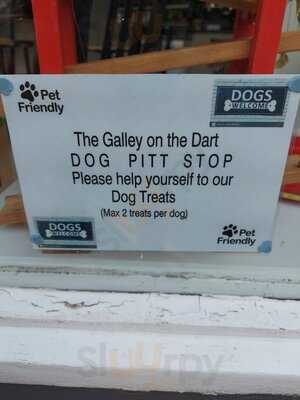 Pet
Friendly
DOGS
WELCOME
The Galley on the Dart
DOG PITT STOP
Please help yourself to our
Dog Treats
(Max 2 treats per dog)
DOGS
WELCOME
Pet
Friendly
sluurpy